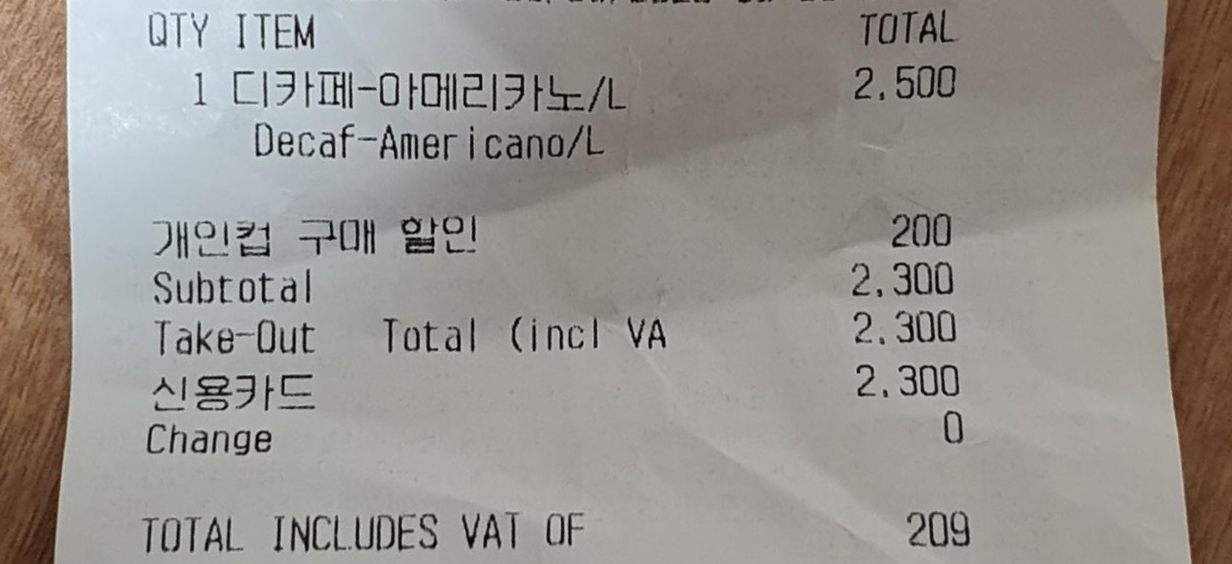 QTY ITEM TOTAL
1 디카페-아메리카노/L 2,500
Decaf-Americano/L
개인컵 구매 할인 200
Subtotal 2,300
Take-Out Total (incl VA 2,300
신용카드 2,300
Change 0
TOTAL INCLUDES VAT OF 209